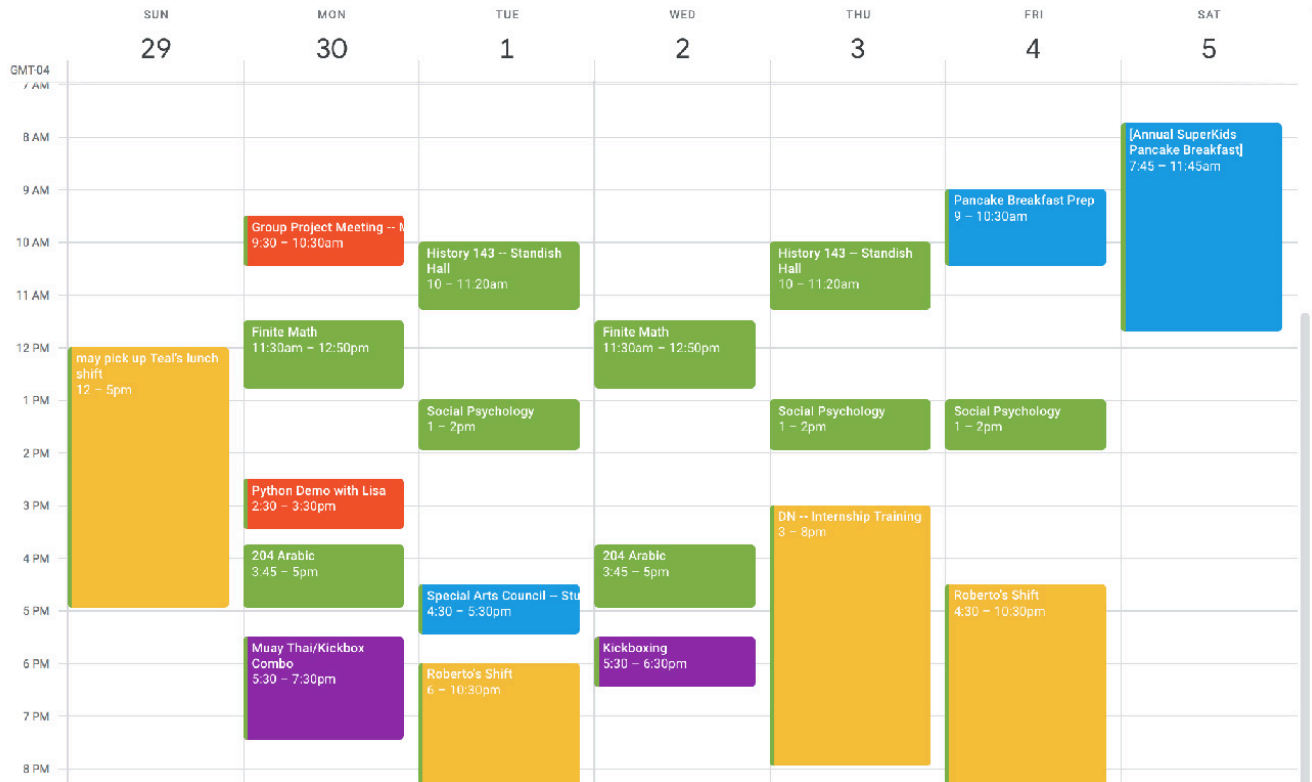 SUN MON TUE WED THU FRI SAT
29 30 1 2 3 4 5
GMT-04
7 AM
8 AM
9 AM
10 AM
11 AM
12 PM
1 PM
2 PM
3 PM
4 PM
5 PM
6 PM
7 PM
8 PM
may pick up Teal's lunch
shift
12 – 5pm
Group Project Meeting -- M
9:30 – 10:30am
Finite Math
11:30am – 12:50pm
Python Demo with Lisa
2:30 – 3:30pm
204 Arabic
3:45 – 5pm
Muay Thai/Kickbox
Combo
5:30 – 7:30pm
History 143 -- Standish
Hall
10 – 11:20am
Social Psychology
1 – 2pm
Special Arts Council -- Stu
4:30 – 5:30pm
Roberto's Shift
6 – 10:30pm
Finite Math
11:30am – 12:50pm
204 Arabic
3:45 – 5pm
Kickboxing
5:30 – 6:30pm
History 143 -- Standish
Hall
10 – 11:20am
Social Psychology
1 – 2pm
DN -- Internship Training
3 – 8pm
Pancake Breakfast Prep
9 – 10:30am
Social Psychology
1 – 2pm
Roberto's Shift
4:30 – 10:30pm
[Annual SuperKids
Pancake Breakfast]
7:45 – 11:45am